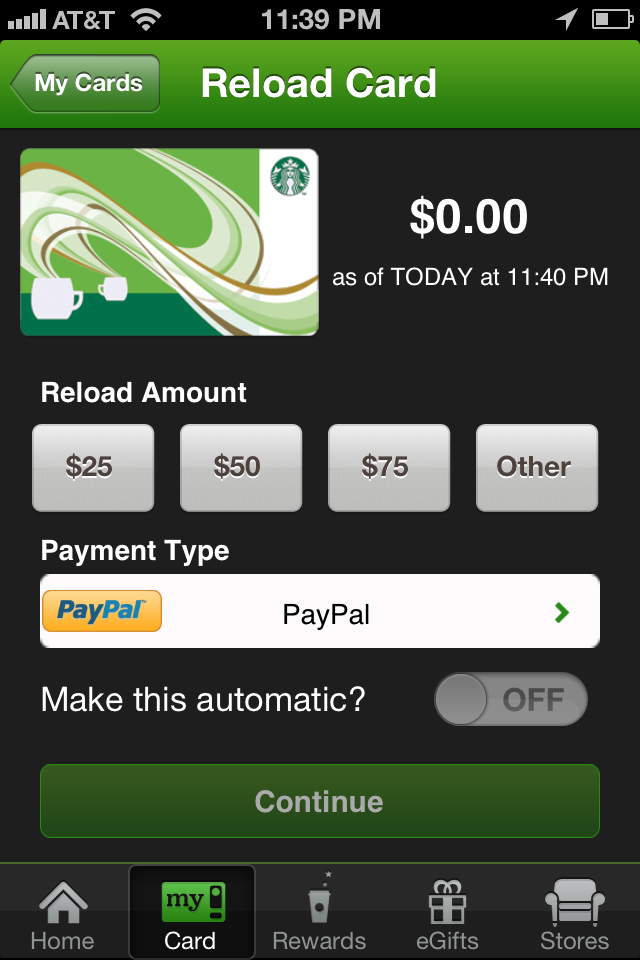 AT&T 11:39 PM
My Cards Reload Card
$0.00
as of TODAY at 11:40 PM
Reload Amount
$25 $50 $75 Other
Payment Type
PayPal PayPal
Make this automatic? OFF
Continue
my
Home Card Rewards eGifts Stores